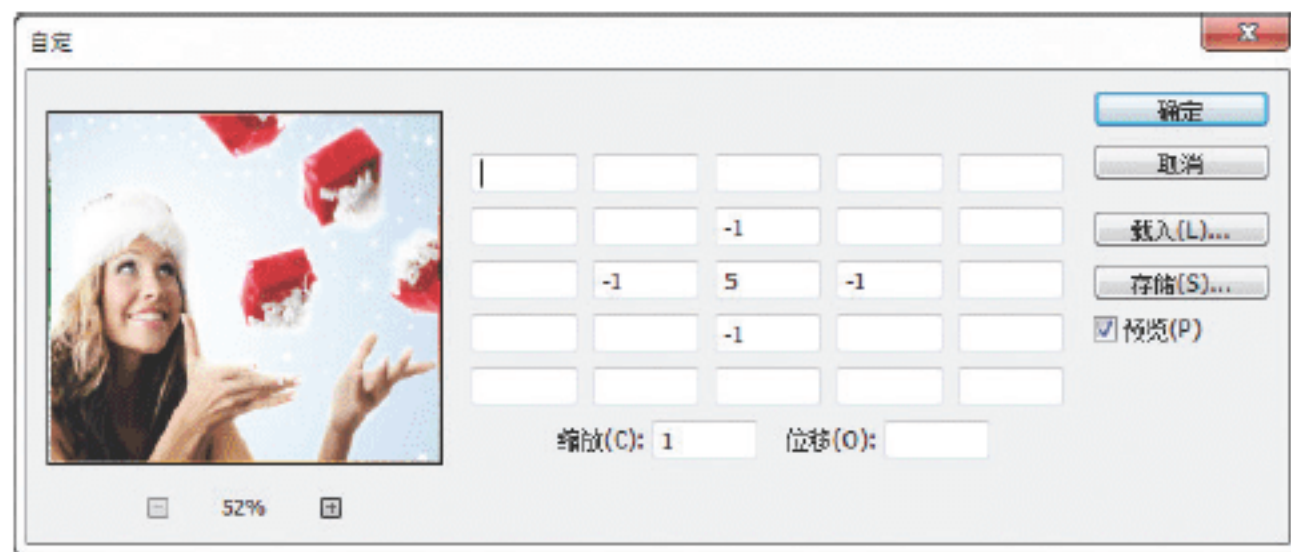 自定
确定
取消
-1
载入(L)...
-1 5 -1
存储(S)...
-1
预览(P)
缩放(C): 1 位移(O):
52%